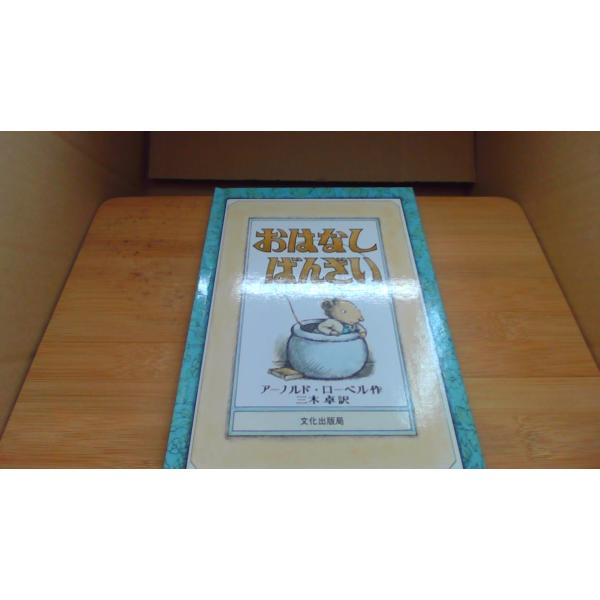 おはなし
ばんざい
アーノルド・ローベル作
三木 卓訳
文化出版局